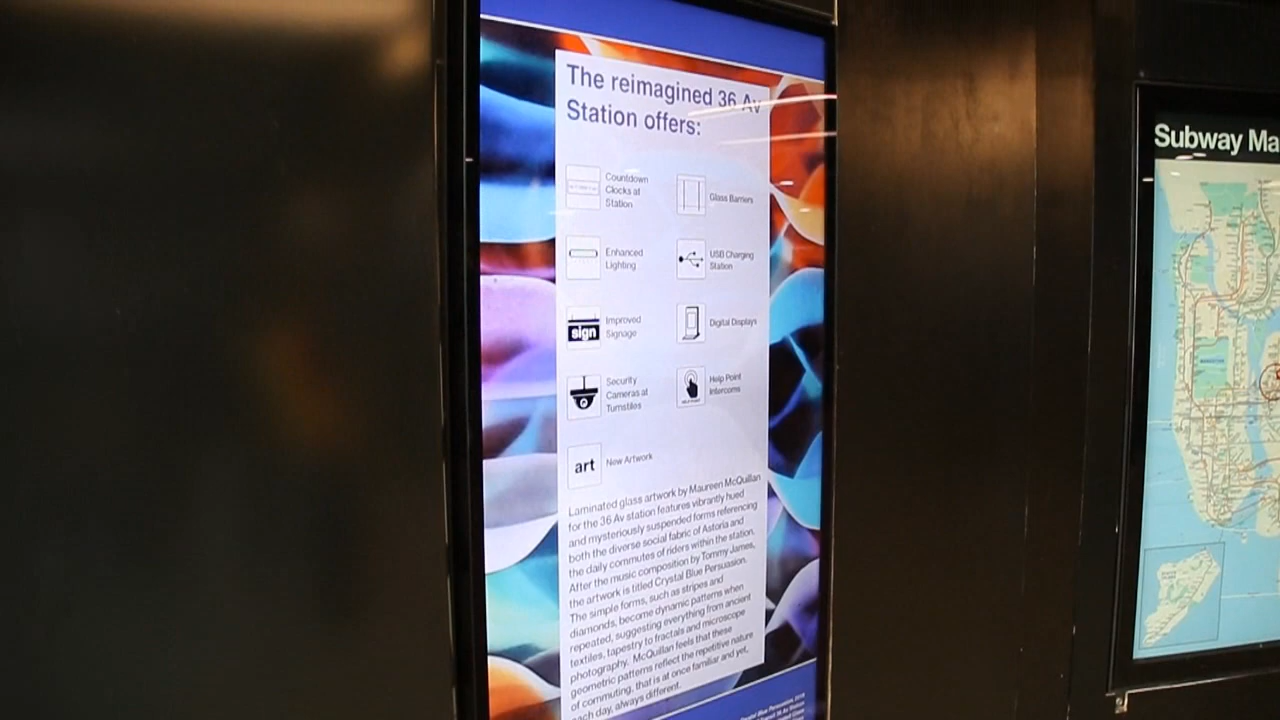 The reimagined 36 Av
Station offers:
Countdown
Clocks at
Station
Glass Barriers
Enhanced
Lighting
USB Charging
Station
sign
Improved
Signage
Digital Displays
Security
Cameras at
Turnstiles
Help Point
Intercoms
art
New Artwork
Laminated glass artwork by Maureen McQuillan
for the 36 Av station features vibrantly hued
and mysteriously suspended forms referencing
both the diverse social fabric of Astoria and
the daily commutes of riders within the station.
After the music composition by Tommy James,
the artwork is titled Crystal Blue Persuasion.
The simple forms, such as stripes and
diamonds, become dynamic patterns when
repeated, suggesting everything from ancient
textiles, tapestry to fractals and microscope
photography. McQuillan feels that these
geometric patterns reflect the repetitive nature
of commuting, that is at once familiar and yet,
each day, always different.
Crystal Blue Persuasion, 2018
Subway Ma